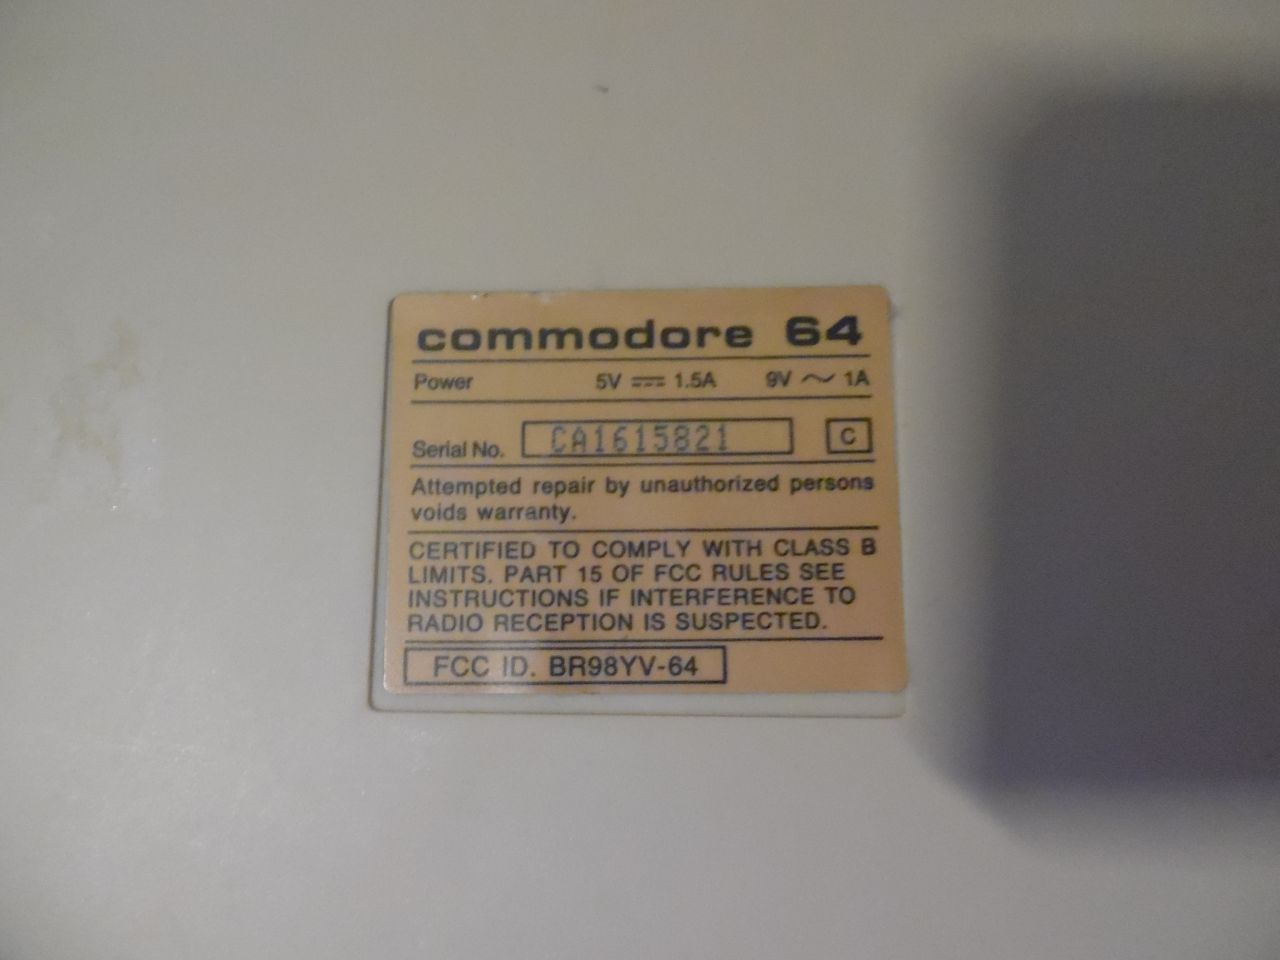 commodore 64
Power 5V ⎓ 1.5A 9V ∼ 1A
Serial No. CA1615821 C
Attempted repair by unauthorized persons
voids warranty.
CERTIFIED TO COMPLY WITH CLASS B
LIMITS. PART 15 OF FCC RULES SEE
INSTRUCTIONS IF INTERFERENCE TO
RADIO RECEPTION IS SUSPECTED.
FCC ID. BR98YV-64